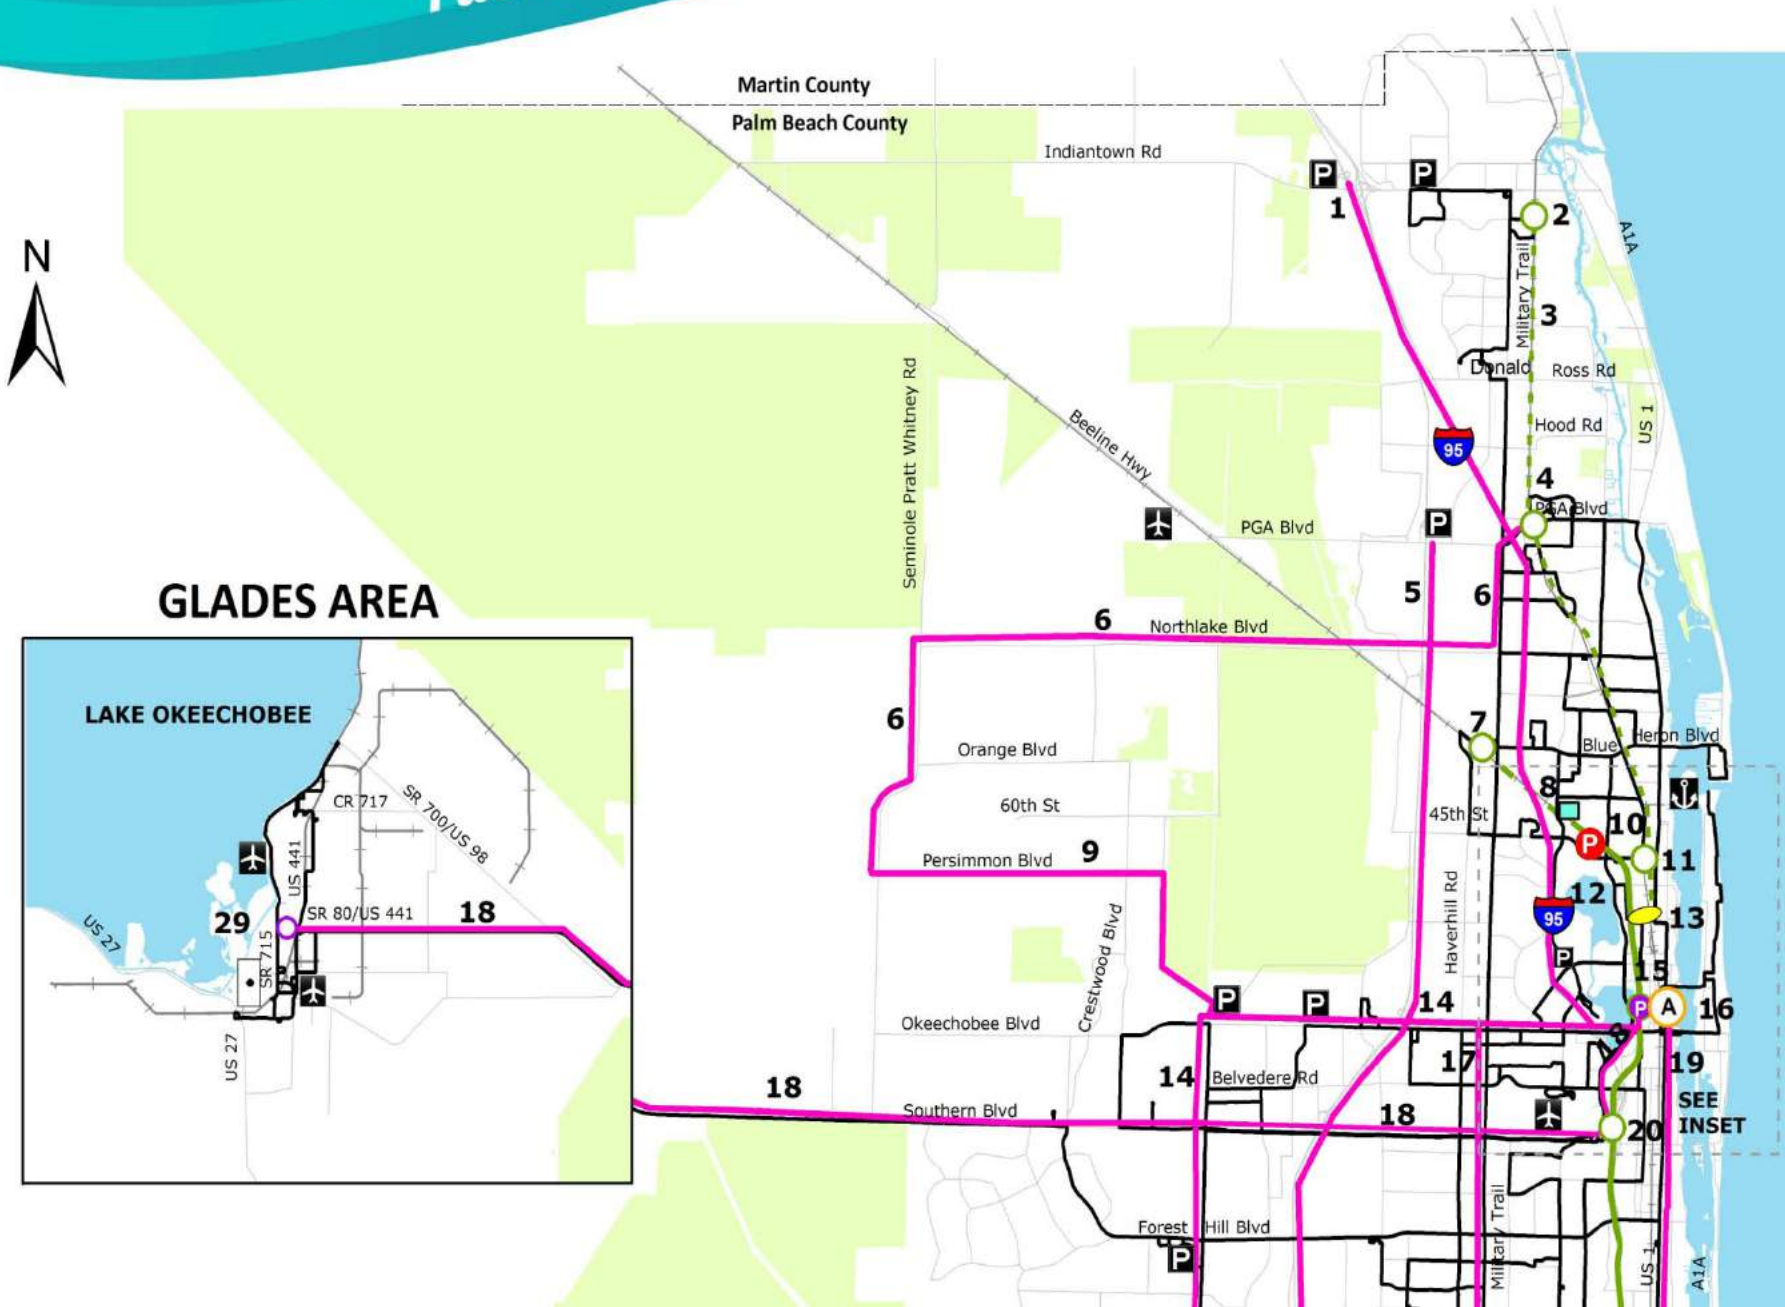 Martin County
Palm Beach County
Indiantown Rd
P
P
1
2
A1A
N
Military Trail
3
Donald Ross Rd
Seminole Pratt Whitney Rd
US 1
Hood Rd
Beeline Hwy
95
4
PGA Blvd
PGA Blvd
P
GLADES AREA
5
6
6
Northlake Blvd
LAKE OKEECHOBEE
6
7
Orange Blvd
Blue Heron Blvd
CR 717
SR 700/US 98
60th St
8
45th St
10
US 441
Persimmon Blvd
9
P
11
12
Haverhill Rd
29
SR 80/US 441
18
95
13
US 27
SR 715
Crestwood Blvd
P
15
P
P
14
P
A
16
Okeechobee Blvd
18
US 27
17
19
14
Belvedere Rd
18
Southern Blvd
18
SEE
INSET
20
Forest Hill Blvd
P
Military Trail
US 1
A1A